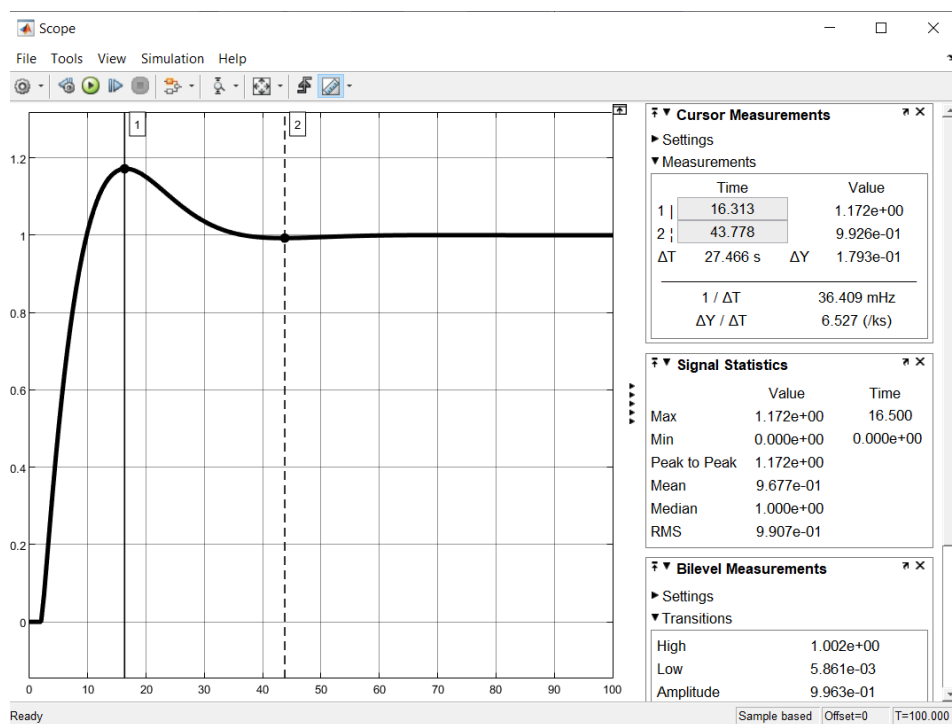 Scope
File Tools View Simulation Help
1
2
1.2
1
0.8
0.6
0.4
0.2
0
0 10 20 30 40 50 60 70 80 90 100
Cursor Measurements
Settings
Measurements
Time Value
1 | 16.313 1.172e+00
2 ¦ 43.778 9.926e-01
ΔT 27.466 s ΔY 1.793e-01
1 / ΔT 36.409 mHz
ΔY / ΔT 6.527 (/ks)
Signal Statistics
Value Time
Max 1.172e+00 16.500
Min 0.000e+00 0.000e+00
Peak to Peak 1.172e+00
Mean 9.677e-01
Median 1.000e+00
RMS 9.907e-01
Bilevel Measurements
Settings
Transitions
High 1.002e+00
Low 5.861e-03
Amplitude 9.963e-01
Ready Sample based Offset=0 T=100.000